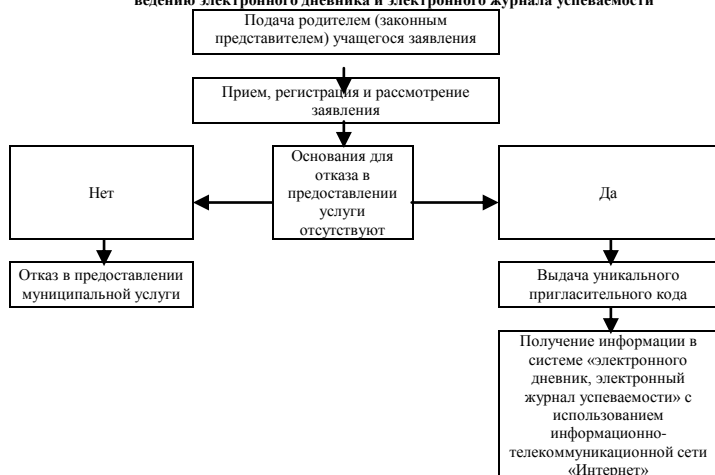 ведению электронного дневника и электронного журнала успеваемости
Подача родителем (законным
представителем) учащегося заявления
Прием, регистрация и рассмотрение
заявления
Основания для
отказа в
предоставлении
услуги
отсутствуют
Нет
Да
Отказ в предоставлении
муниципальной услуги
Выдача уникального
пригласительного кода
Получение информации в
системе «электронного
дневник, электронный
журнал успеваемости» с
использованием
информационно-
телекоммуникационной сети
«Интернет»